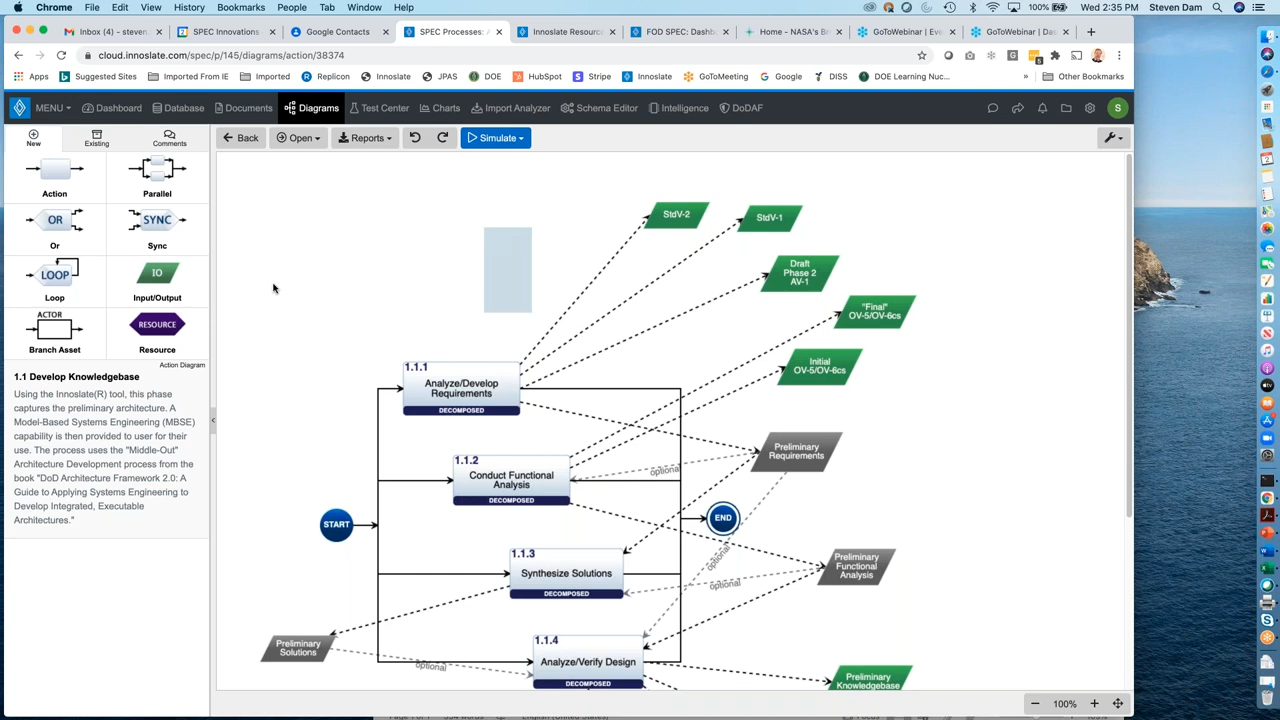 Chrome File Edit View History Bookmarks People Tab Window Help
100% Wed 2:35 PM Steven Dam
Inbox (4) - steven.
SPEC Innovations
Google Contacts
SPEC Processes: A
Innoslate Resource
FOD SPEC: Dashb
Home - NASA's Bi
GoToWebinar | Eve
GoToWebinar | Das
cloud.innoslate.com/spec/p/145/diagrams/action/38374
Apps Suggested Sites Imported From IE Imported Replicon Innoslate JPAS DOE HubSpot Stripe Innoslate GoToMeeting Google DISS DOE Learning Nuc... » Other Bookmarks
MENU Dashboard Database Documents Diagrams Test Center Charts Import Analyzer Schema Editor Intelligence DoDAF S
New Existing Comments
Back Open Reports Simulate
Action
Parallel
OR
Or
SYNC
Sync
LOOP
Loop
IO
Input/Output
ACTOR
Branch Asset
RESOURCE
Resource
Action Diagram
1.1 Develop Knowledgebase
Using the Innoslate(R) tool, this phase
captures the preliminary architecture. A
Model-Based Systems Engineering (MBSE)
capability is then provided to user for their
use. The process uses the "Middle-Out"
Architecture Development process from the
book "DoD Architecture Framework 2.0: A
Guide to Applying Systems Engineering to
Develop Integrated, Executable
Architectures."
StdV-2
StdV-1
Draft
Phase 2
AV-1
"Final"
OV-5/OV-6cs
Initial
OV-5/OV-6cs
1.1.1
Analyze/Develop
Requirements
DECOMPOSED
Preliminary
Requirements
optional
1.1.2
Conduct Functional
Analysis
DECOMPOSED
START
END
1.1.3
Synthesize Solutions
DECOMPOSED
optional
optional
Preliminary
Functional
Analysis
Preliminary
Solutions
optional
1.1.4
Analyze/Verify Design
DECOMPOSED
Preliminary
Knowledgebase
100%